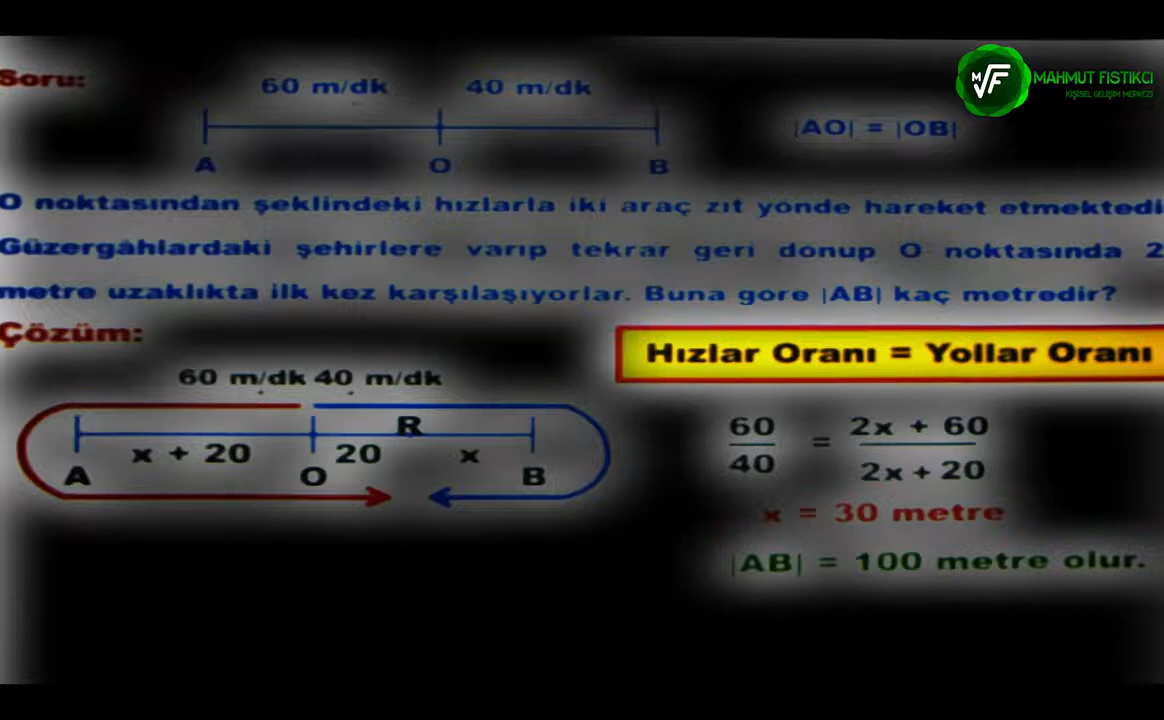 MAHMUT FISTIKCI
KİŞİSEL GELİŞİM MERKEZİ
Soru:
60 m/dk 40 m/dk
|AO| = |OB|
A O B
O noktasından şeklindeki hızlarla iki araç zıt yönde hareket etmektedi
Güzergâhlardaki şehirlere varıp tekrar geri dönüp O noktasında 2
metre uzaklıkta ilk kez karşılaşıyorlar. Buna göre |AB| kaç metredir?
Çözüm:
Hızlar Oranı = Yollar Oranı
60 m/dk 40 m/dk
R
x + 20 20 x
A O B
60/40 = 2x + 60/2x + 20
x = 30 metre
|AB| = 100 metre olur.